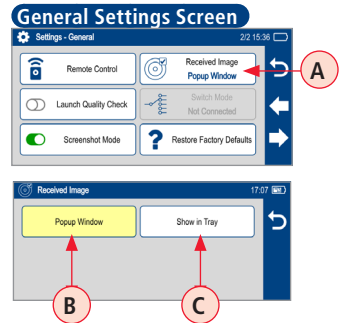 General Settings Screen
Settings - General 2/2 15:36
Remote Control
Received Image
Popup Window
A
Launch Quality Check
Switch Mode
Not Connected
Screenshot Mode
? Restore Factory Defaults
Received Image 17:07
Popup Window
Show in Tray
B
C